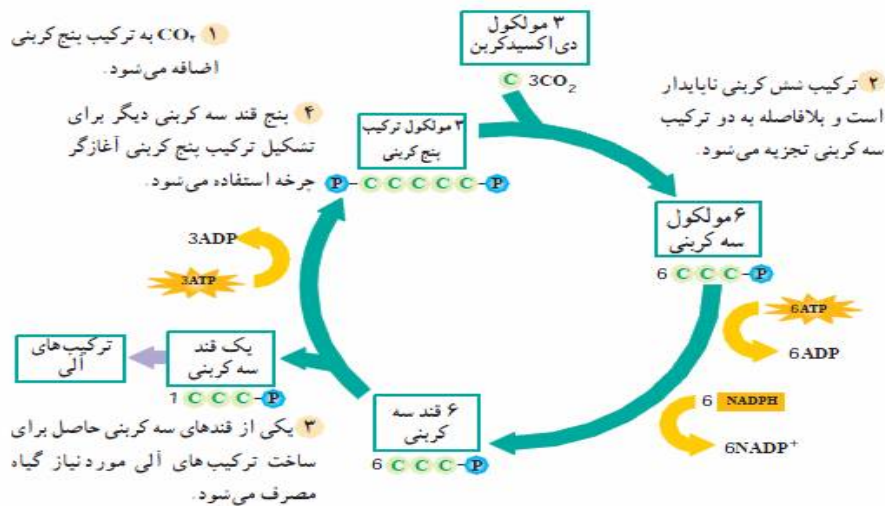 ۱ CO۲ به ترکیب پنج کربنی
اضافه می‌شود.
۳ مولکول
دی‌اکسیدکربن
C 3CO2
۲ ترکیب شش کربنی ناپایدار
است و بلافاصله به دو ترکیب
سه کربنی تجزیه می‌شود.
۴ پنج قند سه کربنی دیگر برای
تشکیل ترکیب پنج کربنی آغازگر
چرخه استفاده می‌شود.
۳ مولکول ترکیب
پنج کربنی
P-C C C C C-P
۶ مولکول
سه کربنی
6 C C C-P
3ADP
3ATP
6ATP
6ADP
6 NADPH
6NADP+
ترکیب‌های
آلی
یک قند
سه کربنی
1 C C C-P
۶ قند سه
کربنی
6 C C C-P
۳ یکی از قندهای سه کربنی حاصل برای
ساخت ترکیب‌های آلی مورد نیاز گیاه
مصرف می‌شود.